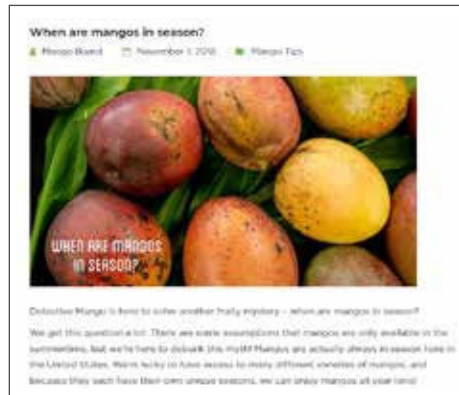 When are mangos in season?
Mango Board November 1, 2018 Mango Tips
WHEN ARE MANGOS
IN SEASON?
Detective Mango is here to solve another fruity mystery – when are mangos in season?
We get this question a lot. There are some assumptions that mangos are only available in the
summertime, but we're here to debunk this myth! Mangos are actually always in season here in
the United States. We're lucky to have access to many different varieties of mangos, and
because they each have their own unique seasons, we can enjoy mangos all year long!